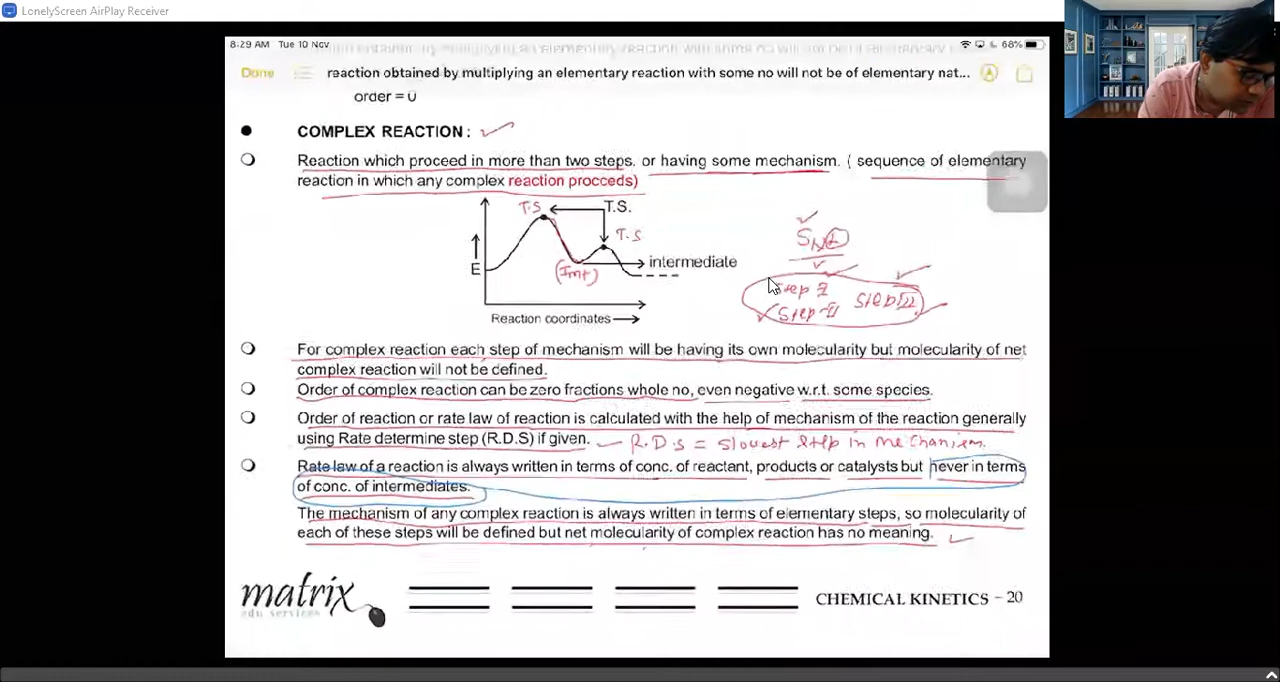 LonelyScreen AirPlay Receiver
8:29 AM Tue 10 Nov
68%
Done
reaction obtained by multiplying an elementary reaction with some no will not be of elementary nat...
order = 0
COMPLEX REACTION :
Reaction which proceed in more than two steps. or having some mechanism. ( sequence of elementary
reaction in which any complex reaction procceds)
T.S
T.S.
T.S
E
intermediate
(Imt)
Reaction coordinates
SN1
Step I
Step II
Step III
For complex reaction each step of mechanism will be having its own molecularity but molecularity of net
complex reaction will not be defined.
Order of complex reaction can be zero fractions whole no, even negative w.r.t. some species.
Order of reaction or rate law of reaction is calculated with the help of mechanism of the reaction generally
using Rate determine step (R.D.S) if given. R.D.S = slowest step in mechanism.
Rate law of a reaction is always written in terms of conc. of reactant, products or catalysts but never in terms
of conc. of intermediates.
The mechanism of any complex reaction is always written in terms of elementary steps, so molecularity of
each of these steps will be defined but net molecularity of complex reaction has no meaning.
matrix
edu services
CHEMICAL KINETICS - 20